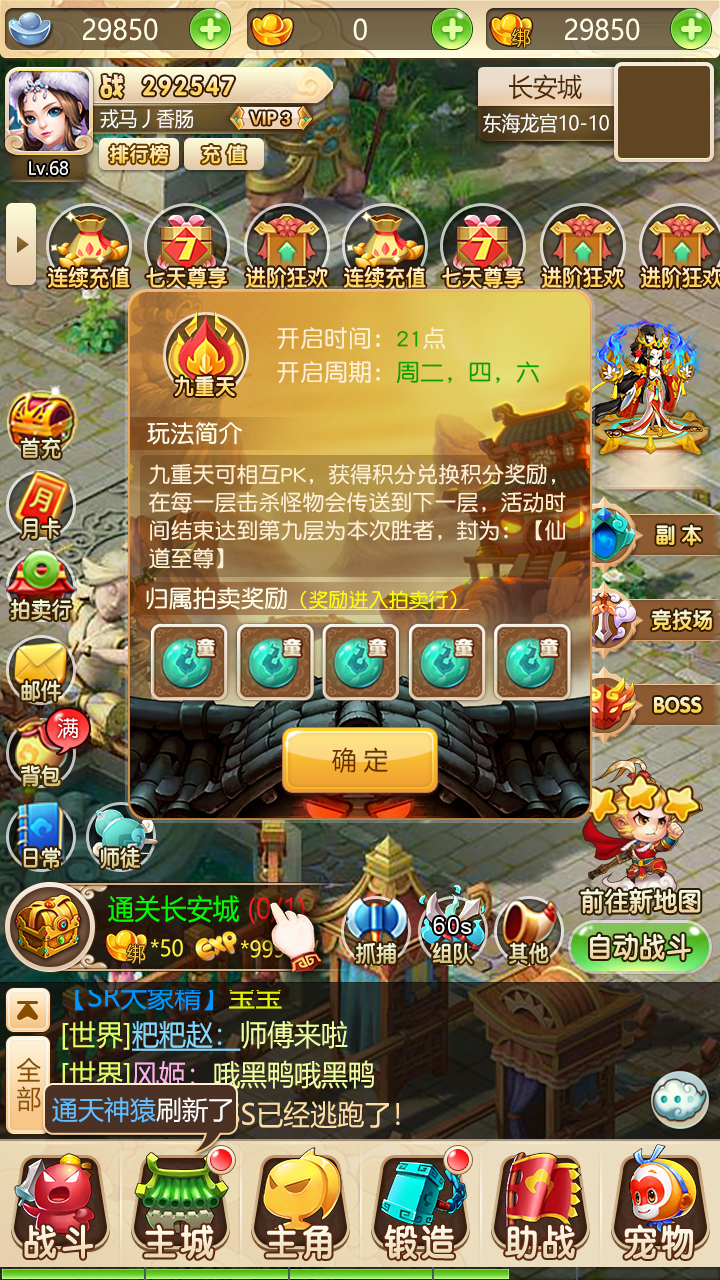 29850
0
绑
29850
战 292547
戎马丿香肠
VIP3
Lv.68
排行榜
充值
长安城
东海龙宫10-10
连续充值
七天尊享
进阶狂欢
连续充值
七天尊享
进阶狂欢
进阶狂欢
九重天
开启时间：21点
开启周期：周二，四，六
玩法简介
九重天可相互PK，获得积分兑换积分奖励，
在每一层击杀怪物会传送到下一层，活动时
间结束达到第九层为本次胜者，封为：【仙
道至尊】
归属拍卖奖励（奖励进入拍卖行）
童
童
童
童
童
确定
首充
月卡
拍卖行
邮件
满
背包
日常
师徒
副本
竞技场
BOSS
前往新地图
自动战斗
通关长安城 (0/1)
绑*50
EXP*999
抓捕
60s
组队
其他
全部
【SR大象精】宝宝
[世界]粑粑赵：师傅来啦
[世界]风姬：哦黑鸭哦黑鸭
通天神猿刷新了
S已经逃跑了！
战斗
主城
主角
锻造
助战
宠物